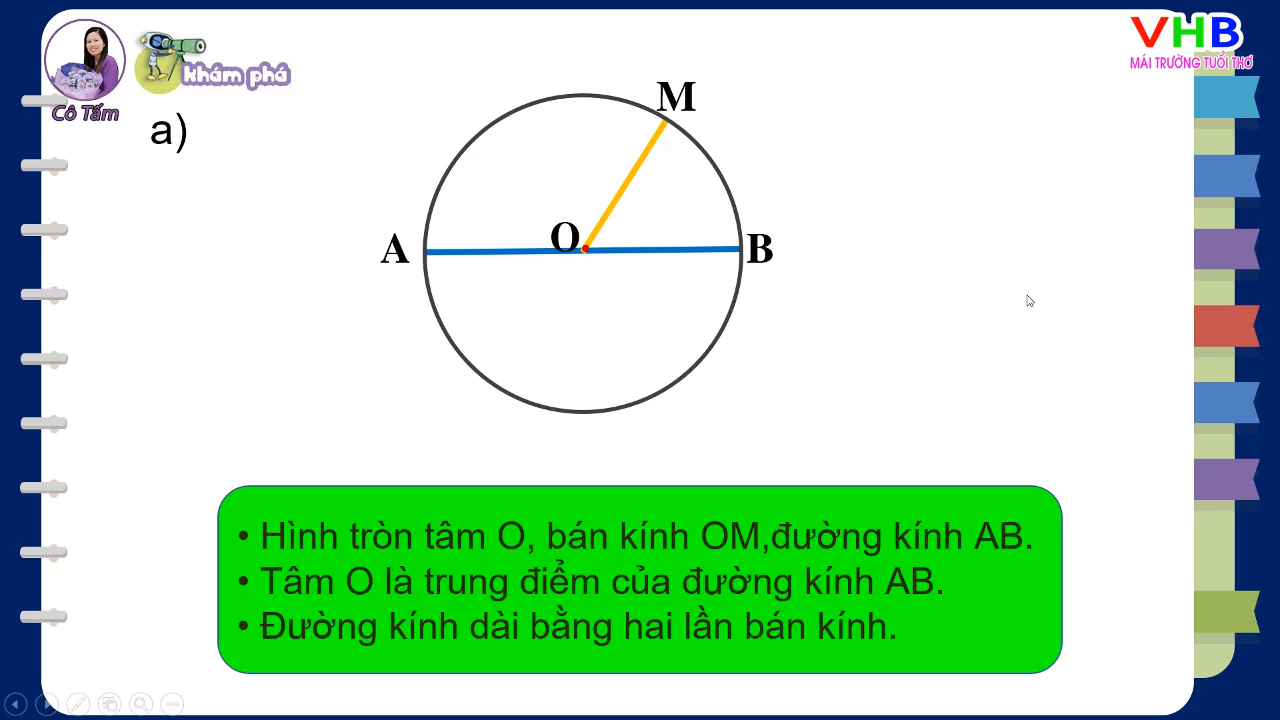 VHB
MÁI TRƯỜNG TUỔI THƠ
khám phá
Cô Tấm
a)
M
O
A
B
• Hình tròn tâm O, bán kính OM,đường kính AB.
• Tâm O là trung điểm của đường kính AB.
• Đường kính dài bằng hai lần bán kính.